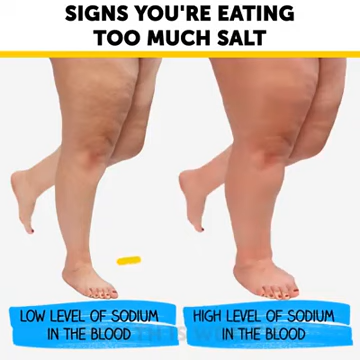 SIGNS YOU'RE EATING
TOO MUCH SALT
LOW LEVEL OF SODIUM
IN THE BLOOD
HIGH LEVEL OF SODIUM
IN THE BLOOD